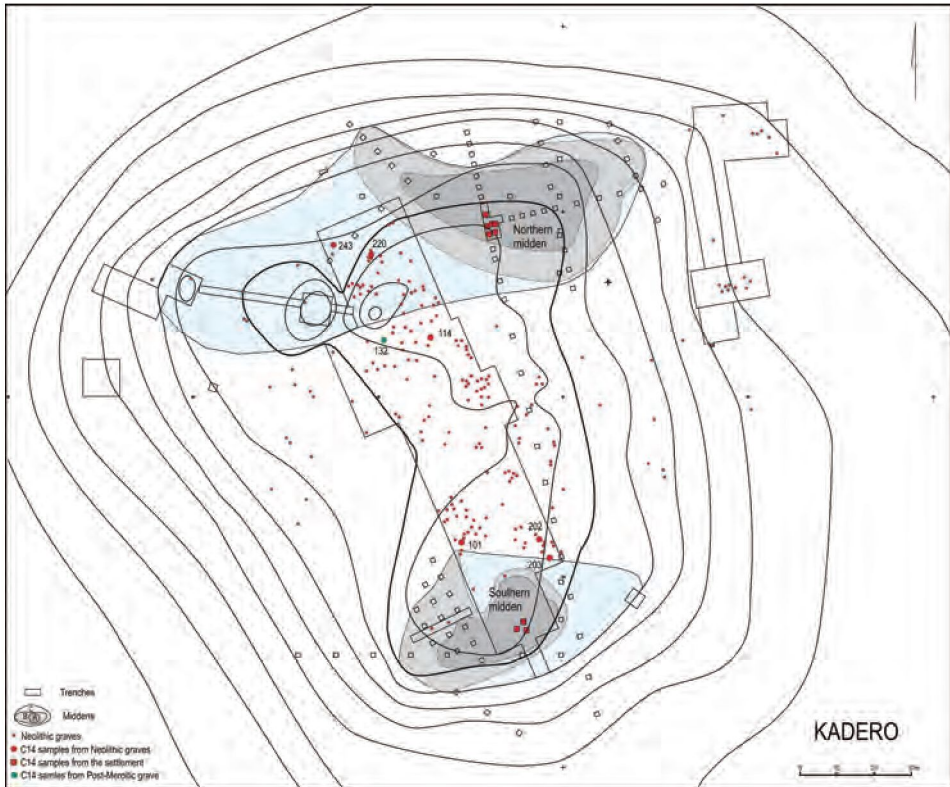 Northern
midden
243
220
114
132
202
101
203
Southern
midden
Trenches
Middens
Neolithic graves
C14 samples from Neolithic graves
C14 samples from the settlement
C14 samles from Post-Meroitic grave
KADERO